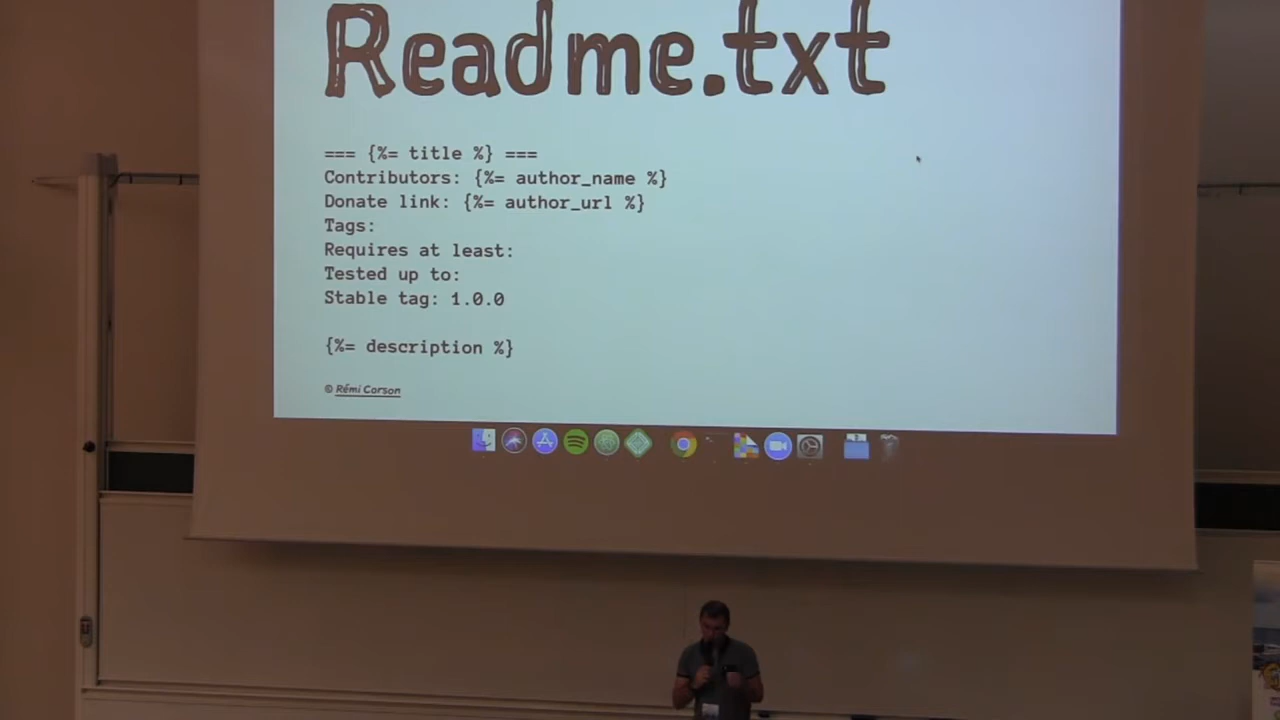 Readme.txt
=== {%= title %} ===
Contributors: {%= author_name %}
Donate link: {%= author_url %}
Tags:
Requires at least:
Tested up to:
Stable tag: 1.0.0
{%= description %}
© Rémi Corson